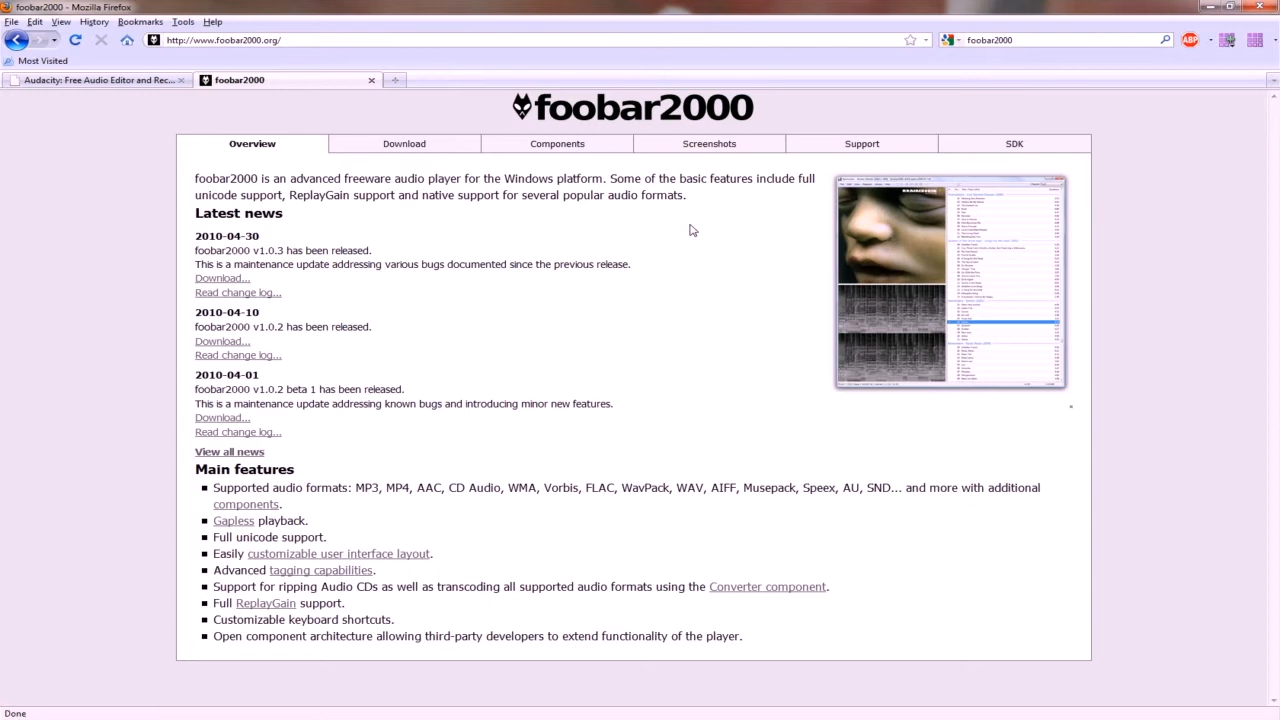 foobar2000 - Mozilla Firefox
File Edit View History Bookmarks Tools Help
http://www.foobar2000.org/
foobar2000
ABP
Most Visited
Audacity: Free Audio Editor and Rec...
foobar2000
foobar2000
Overview Download Components Screenshots Support SDK
foobar2000 is an advanced freeware audio player for the Windows platform. Some of the basic features include full
unicode support, ReplayGain support and native support for several popular audio formats.
Latest news
2010-04-30
foobar2000 has been released.
This is a maintenance update addressing various bugs documented since previous release.
Download...
Read change log...
foobar2000 has been released.
Download...
Read change log...
2010-04-01
foobar2000 v1.0.2 beta 1 has been released.
This is a maintenance update addressing known bugs and introducing minor new features.
Download...
Read change log...
View all news
Main features
Supported audio formats: MP3, MP4, AAC, CD Audio, WMA, Vorbis, FLAC, WavPack, WAV, AIFF, Musepack, Speex, AU, SND... and more with additional
components.
Gapless playback.
Full unicode support.
Easily customizable user interface layout.
Advanced tagging capabilities.
Support for ripping Audio CDs as well as transcoding all supported audio formats using the Converter component.
Full ReplayGain support.
Customizable keyboard shortcuts.
Open component architecture allowing third-party developers to extend functionality of the player.
Done